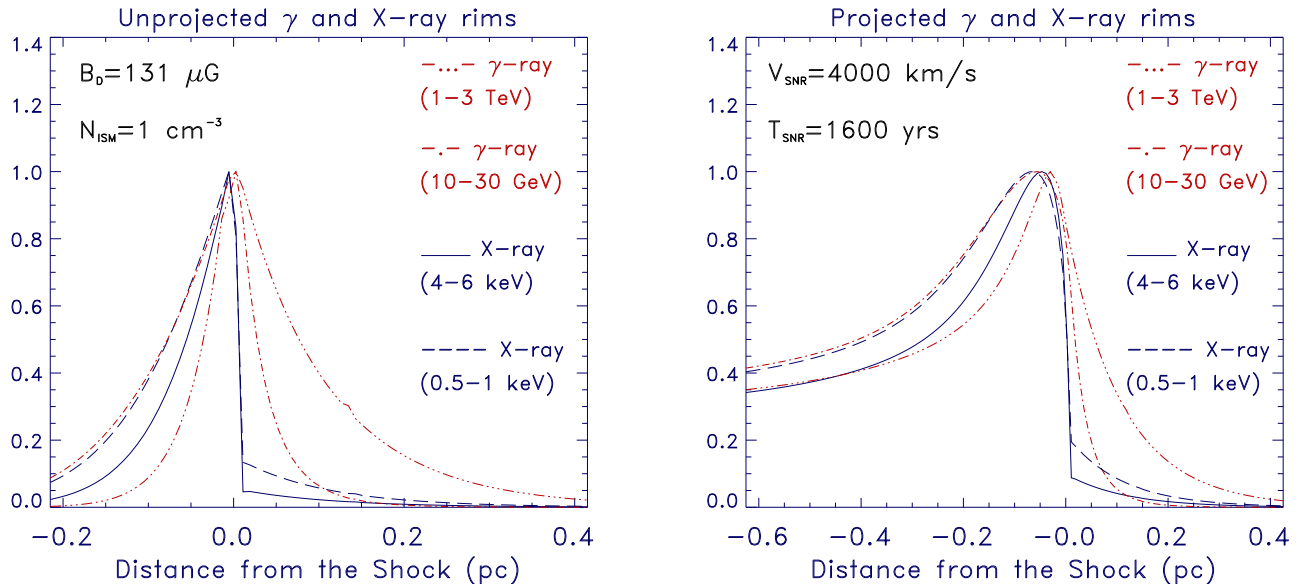 Unprojected γ and X-ray rims
1.4
1.2
1.0
0.8
0.6
0.4
0.2
0.0
B_D=131 μG
N_ISM=1 cm⁻³
-...- γ-ray
(1-3 TeV)
-.- γ-ray
(10-30 GeV)
X-ray
(4-6 keV)
X-ray
(0.5-1 keV)
-0.2 0.0 0.2 0.4
Distance from the Shock (pc)
Projected γ and X-ray rims
1.4
1.2
1.0
0.8
0.6
0.4
0.2
0.0
V_SNR=4000 km/s
T_SNR=1600 yrs
-...- γ-ray
(1-3 TeV)
-.- γ-ray
(10-30 GeV)
X-ray
(4-6 keV)
X-ray
(0.5-1 keV)
-0.6 -0.4 -0.2 -0.0 0.2 0.4
Distance from the Shock (pc)